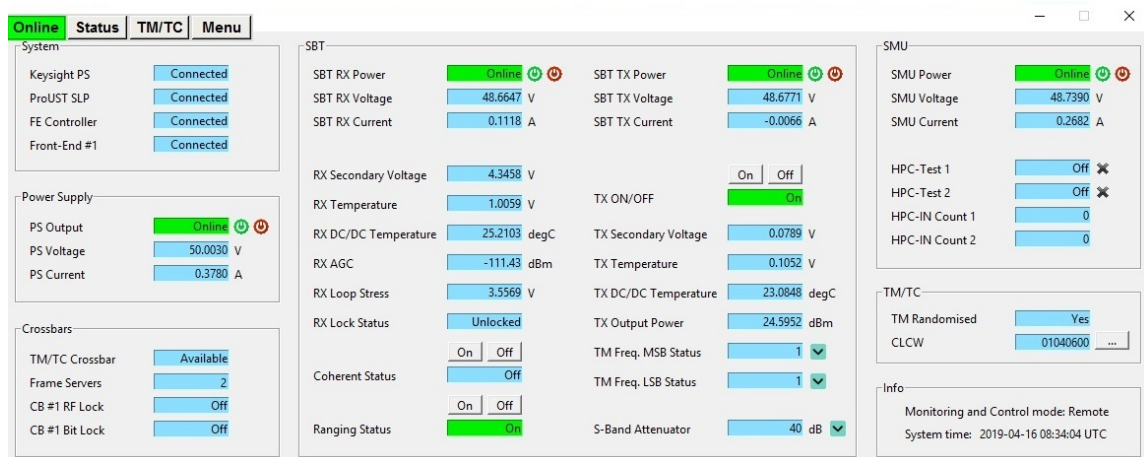 Online Status TM/TC Menu
System
Keysight PS Connected
ProUST SLP Connected
FE Controller Connected
Front-End #1 Connected
Power Supply
PS Output Online
PS Voltage 50.0030 V
PS Current 0.3780 A
Crossbars
TM/TC Crossbar Available
Frame Servers 2
CB #1 RF Lock Off
CB #1 Bit Lock Off
SBT
SBT RX Power Online
SBT RX Voltage 48.6647 V
SBT RX Current 0.1118 A
RX Secondary Voltage 4.3458 V
RX Temperature 1.0059 V
RX DC/DC Temperature 25.2103 degC
RX AGC -111.43 dBm
RX Loop Stress 3.5569 V
RX Lock Status Unlocked
On Off
Coherent Status Off
On Off
Ranging Status On
SBT TX Power Online
SBT TX Voltage 48.6771 V
SBT TX Current -0.0066 A
On Off
TX ON/OFF On
TX Secondary Voltage 0.0789 V
TX Temperature 0.1052 V
TX DC/DC Temperature 23.0848 degC
TX Output Power 24.5952 dBm
TM Freq. MSB Status 1
TM Freq. LSB Status 1
S-Band Attenuator 40 dB
SMU
SMU Power Online
SMU Voltage 48.7390 V
SMU Current 0.2682 A
HPC-Test 1 Off
HPC-Test 2 Off
HPC-IN Count 1 0
HPC-IN Count 2 0
TM/TC
TM Randomised Yes
CLCW 01040600 ...
Info
Monitoring and Control mode: Remote
System time: 2019-04-16 08:34:04 UTC